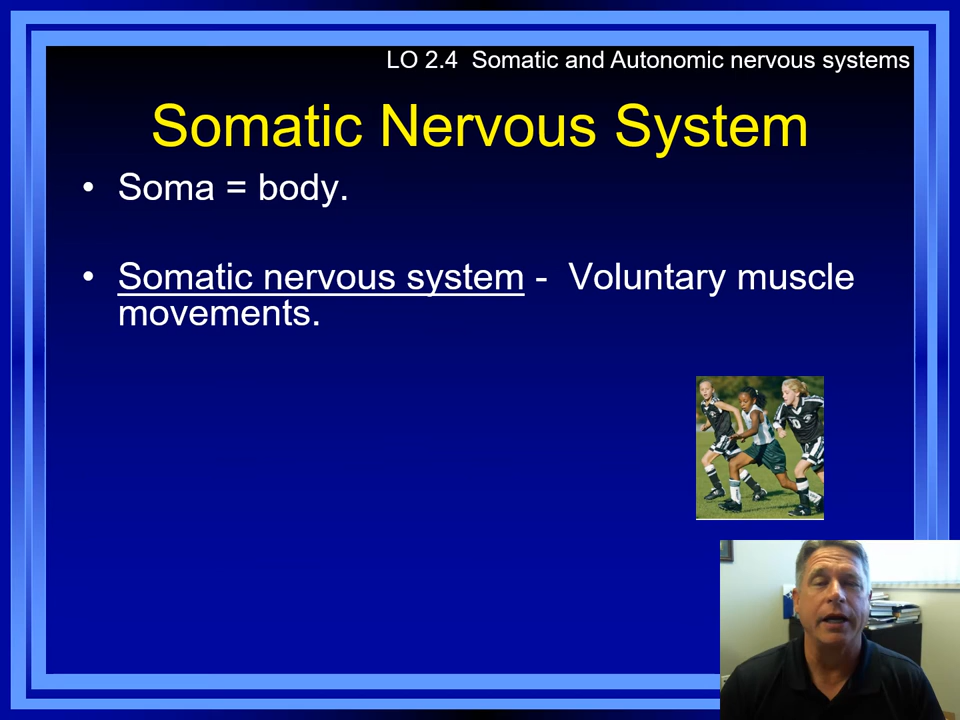 LO 2.4 Somatic and Autonomic nervous systems
Somatic Nervous System
• Soma = body.
• Somatic nervous system - Voluntary muscle
movements.